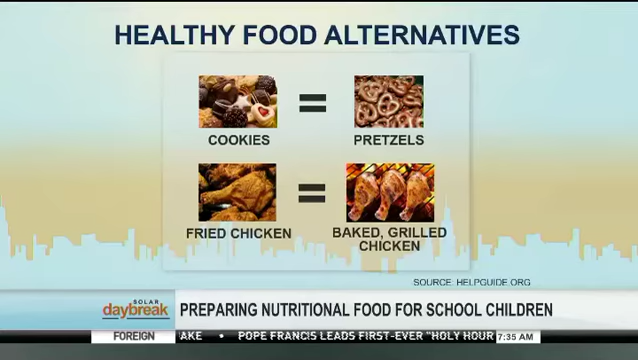 HEALTHY FOOD ALTERNATIVES
=
COOKIES PRETZELS
=
FRIED CHICKEN BAKED, GRILLED
CHICKEN
SOURCE: HELPGUIDE.ORG
SOLAR
daybreak
PREPARING NUTRITIONAL FOOD FOR SCHOOL CHILDREN
FOREIGN AKE • POPE FRANCIS LEADS FIRST-EVER "HOLY HOUR 7:35 AM